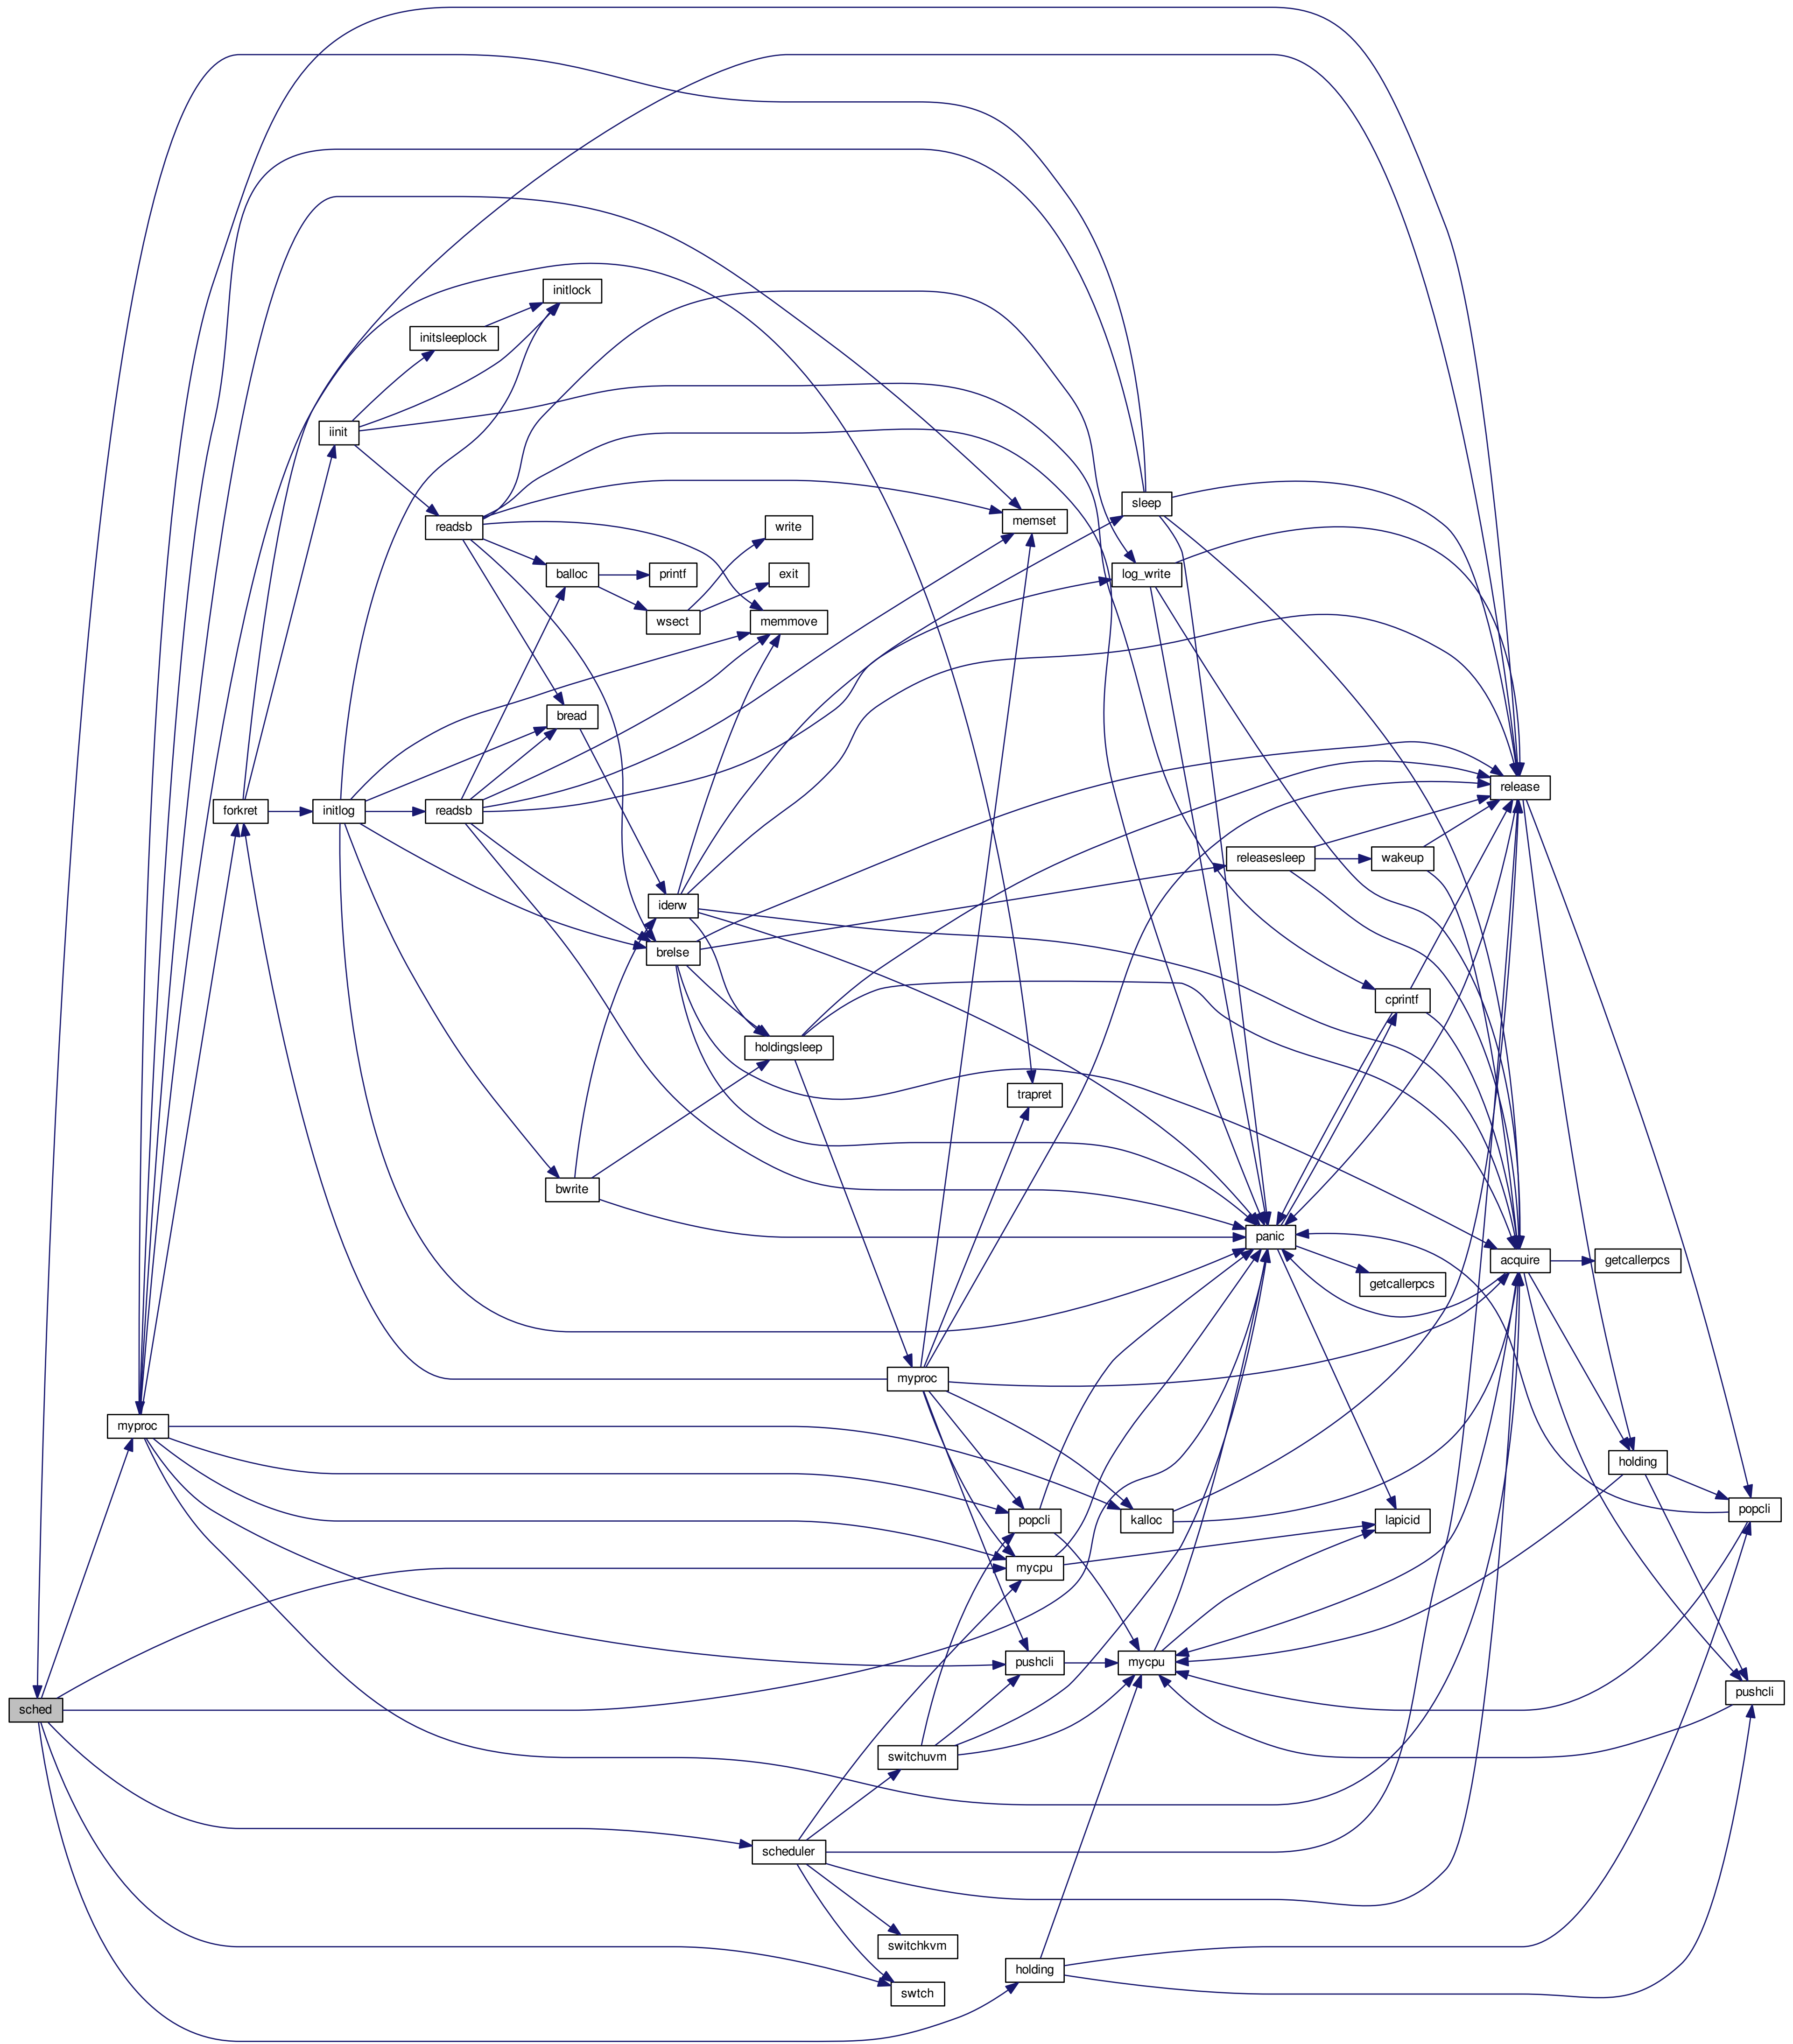 initlock
initsleeplock
iinit
sleep
memset
readsb
write
log_write
balloc
printf
exit
wsect
memmove
bread
release
forkret
initlog
readsb
releasesleep
wakeup
iderw
brelse
cprintf
holdingsleep
trapret
bwrite
panic
acquire
getcallerpcs
getcallerpcs
myproc
myproc
holding
popcli
popcli
kalloc
lapicid
mycpu
pushcli
mycpu
pushcli
sched
switchuvm
scheduler
switchkvm
holding
swtch